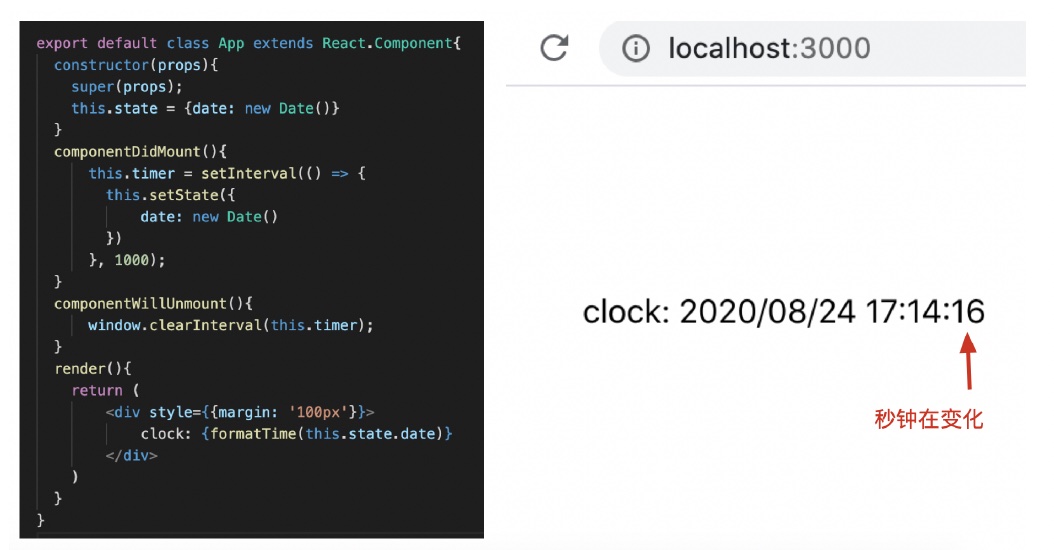 export default class App extends React.Component{
constructor(props){
super(props);
this.state = {date: new Date()}
}
componentDidMount(){
this.timer = setInterval(() => {
this.setState({
date: new Date()
})
}, 1000);
}
componentWillUnmount(){
window.clearInterval(this.timer);
}
render(){
return (
<div style={{margin: '100px'}}>
clock: {formatTime(this.state.date)}
</div>
)
}
}
localhost:3000
clock: 2020/08/24 17:14:16
秒钟在变化